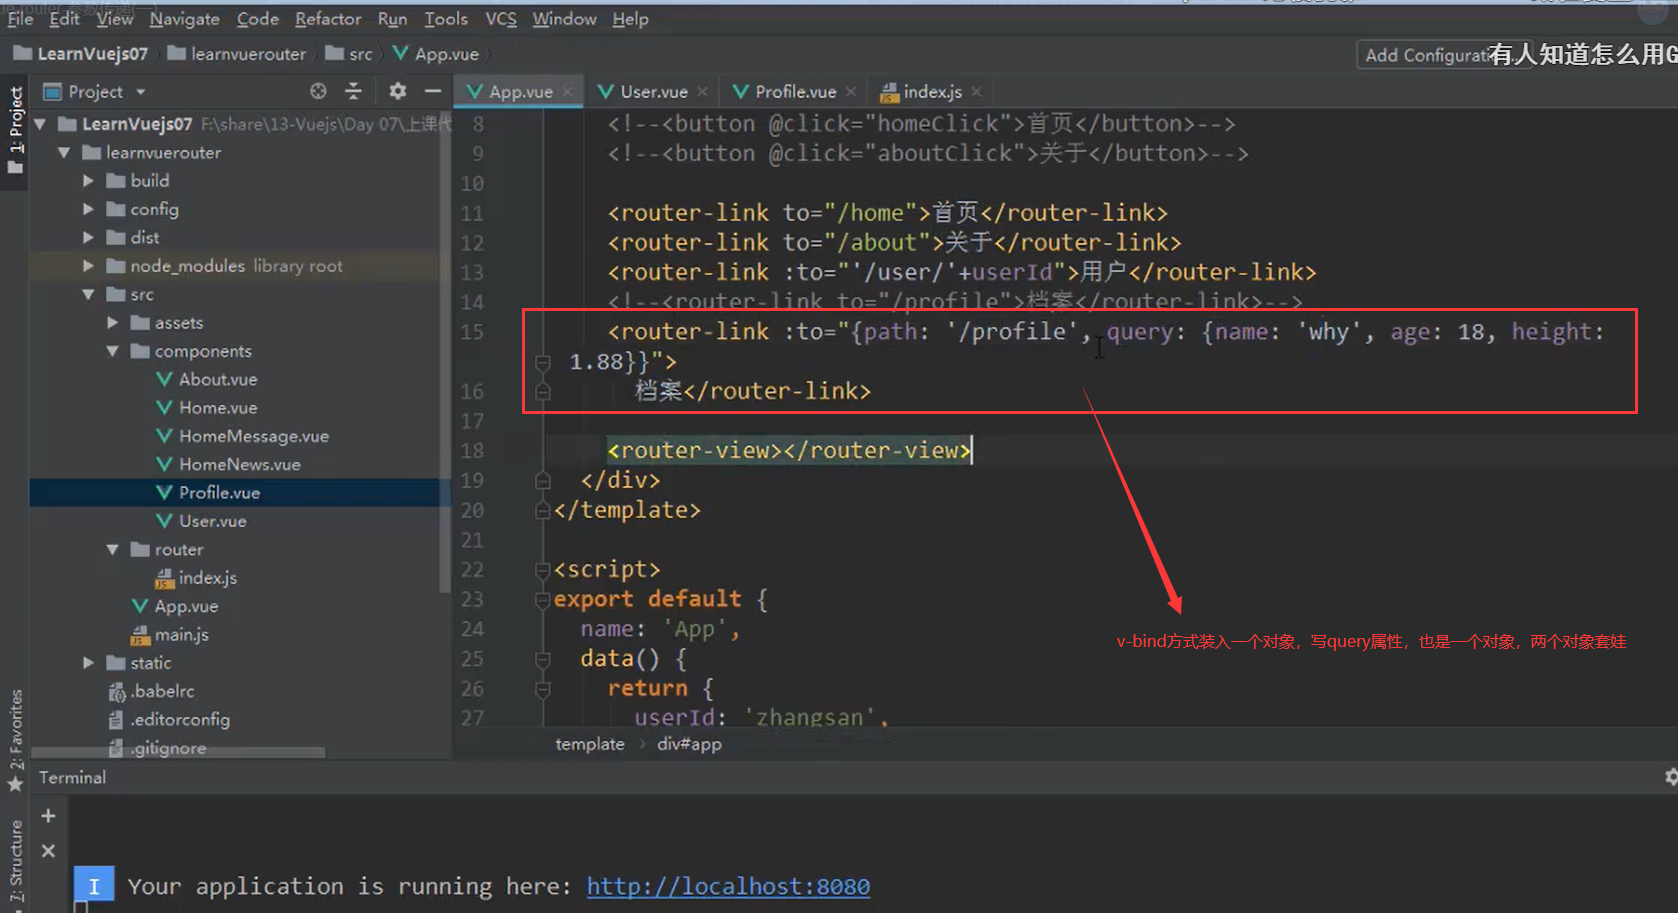 File Edit View Navigate Code Refactor Run Tools VCS Window Help
LearnVuejs07 learnvuerouter src App.vue
Add Configurati
有人知道怎么用G
1: Project
Project
App.vue User.vue Profile.vue index.js
LearnVuejs07 F:\share\13-Vuejs\Day 07\上课代
learnvuerouter
build
config
dist
node_modules library root
src
assets
components
About.vue
Home.vue
HomeMessage.vue
HomeNews.vue
Profile.vue
User.vue
router
index.js
App.vue
main.js
static
.babelrc
.editorconfig
.gitignore
8 <!--<button @click="homeClick">首页</button>-->
9 <!--<button @click="aboutClick">关于</button>-->
10
11 <router-link to="/home">首页</router-link>
12 <router-link to="/about">关于</router-link>
13 <router-link :to="'/user/'+userId">用户</router-link>
14 <!--<router-link to="/profile">档案</router-link>-->
15 <router-link :to="{path: '/profile', query: {name: 'why', age: 18, height:
1.88}}">
16 档案</router-link>
17
18 <router-view></router-view>
19 </div>
20 </template>
21
22 <script>
23 export default {
24 name: 'App',
25 data() {
26 return {
27 userId: 'zhangsan',
v-bind方式装入一个对象，写query属性，也是一个对象，两个对象套娃
template div#app
2: Favorites
Z: Structure
Terminal
I Your application is running here: http://localhost:8080